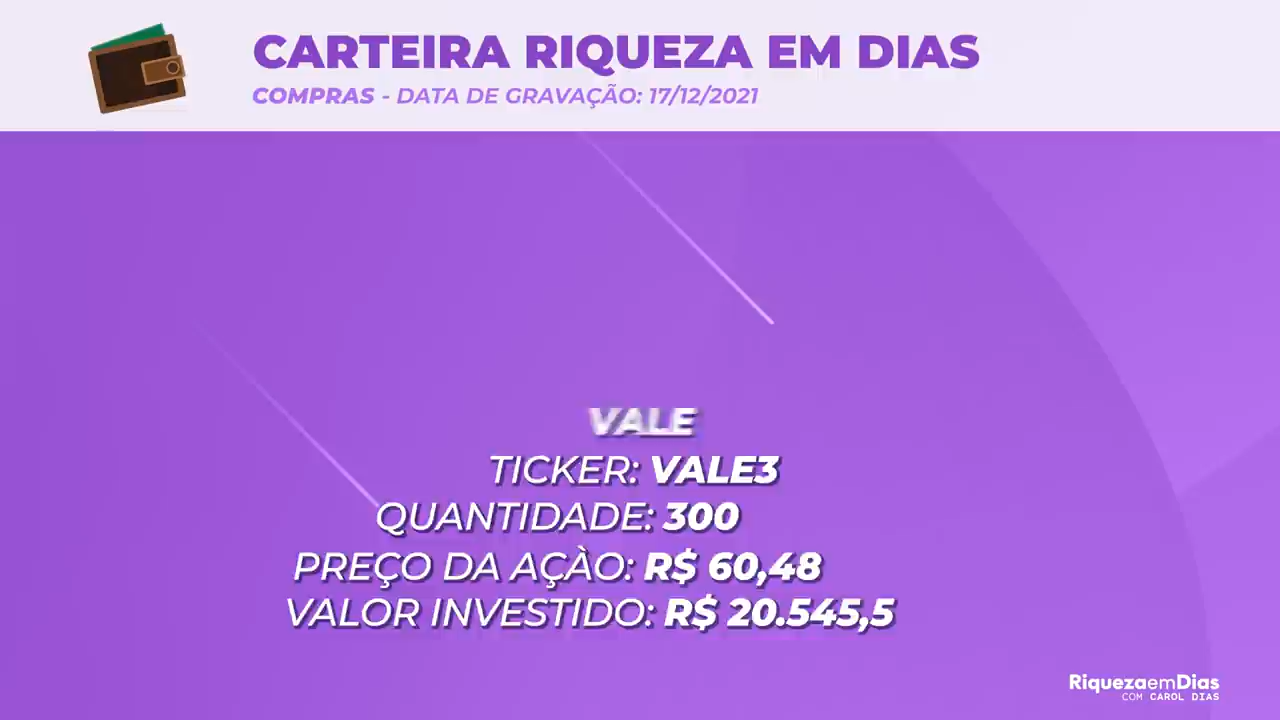 CARTEIRA RIQUEZA EM DIAS
COMPRAS - DATA DE GRAVAÇÃO: 17/12/2021
VALE
TICKER: VALE3
QUANTIDADE: 300
PREÇO DA AÇÀO: R$ 60,48
VALOR INVESTIDO: R$ 20.545,5
RiquezaemDias
COM CAROL DIAS